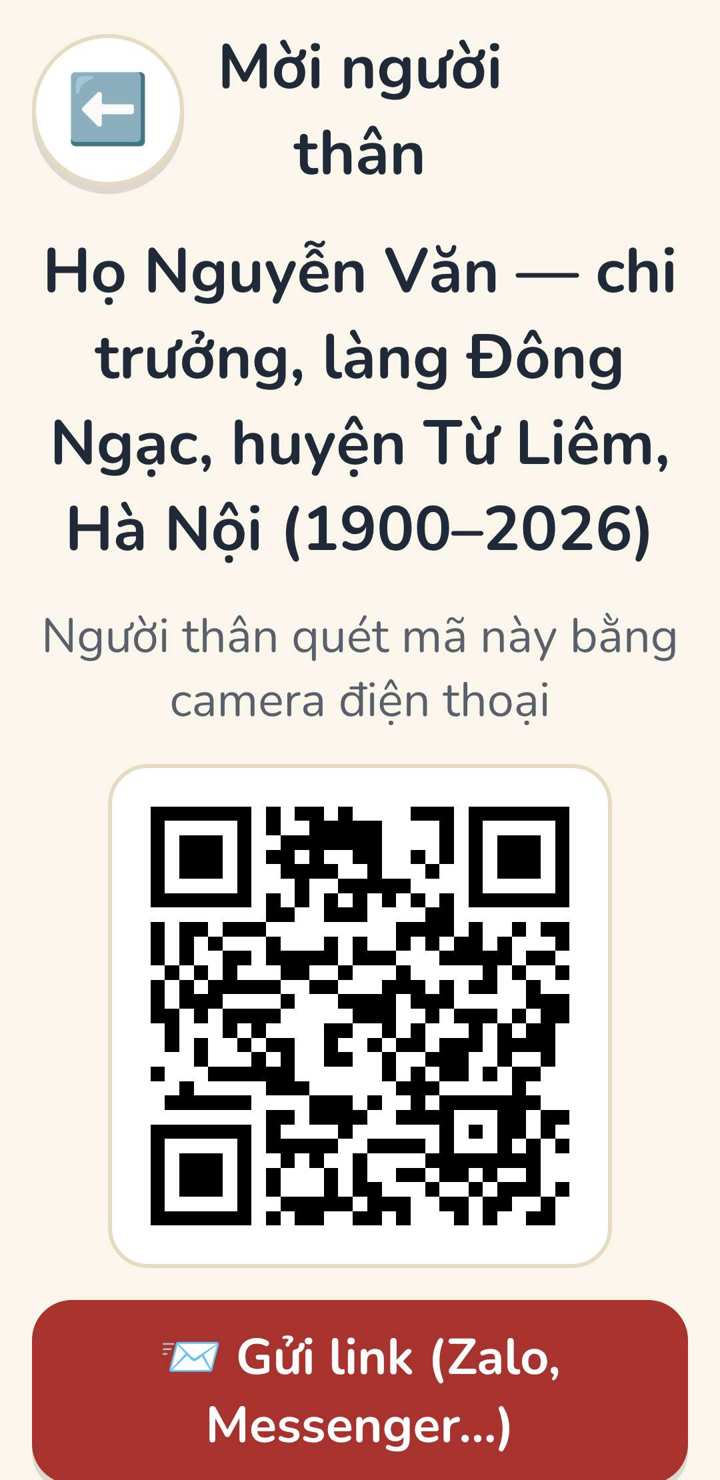 Mời người
thân
Họ Nguyễn Văn — chi
trưởng, làng Đông
Ngạc, huyện Từ Liêm,
Hà Nội (1900–2026)
Người thân quét mã này bằng
camera điện thoại
Gửi link (Zalo,
Messenger...)